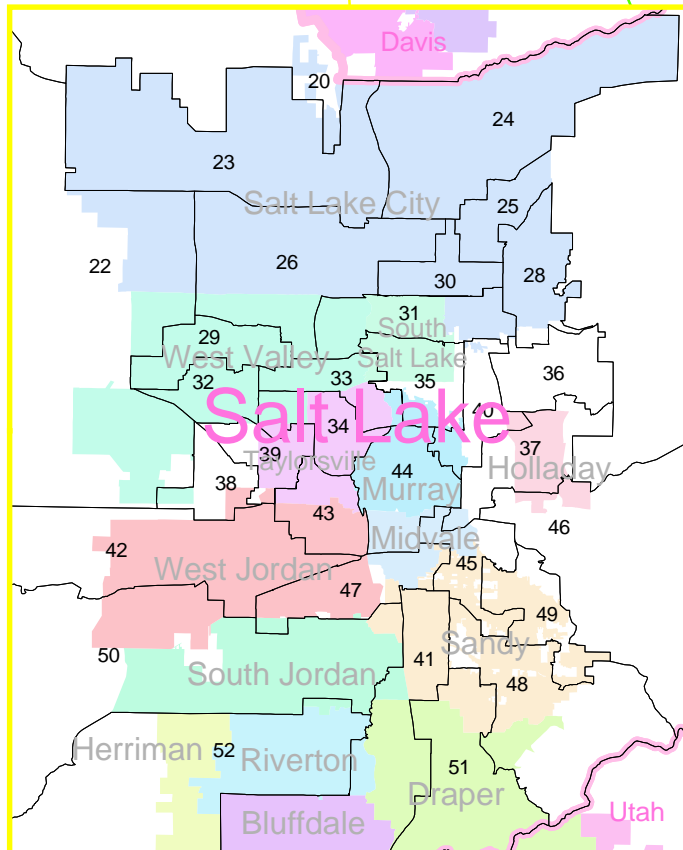 Davis
20
24
23
Salt Lake City
25
22
26
30
28
31
South
Salt Lake
29
West Valley
32
33
35
36
Salt Lake
40
34
37
39
Taylorsville
44
Holladay
38
Murray
43
46
Midvale
42
West Jordan
45
47
49
Sandy
50
South Jordan
41
48
Herriman
52
Riverton
51
Draper
Bluffdale
Utah